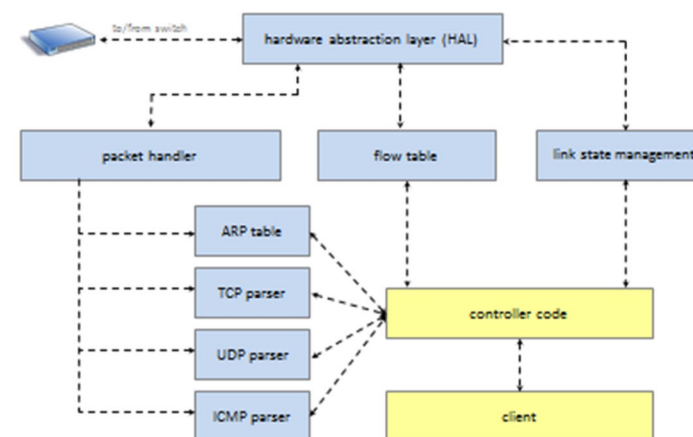 to/from switch
hardware abstraction layer (HAL)
packet handler
flow table
link state management
ARP table
TCP parser
controller code
UDP parser
ICMP parser
client